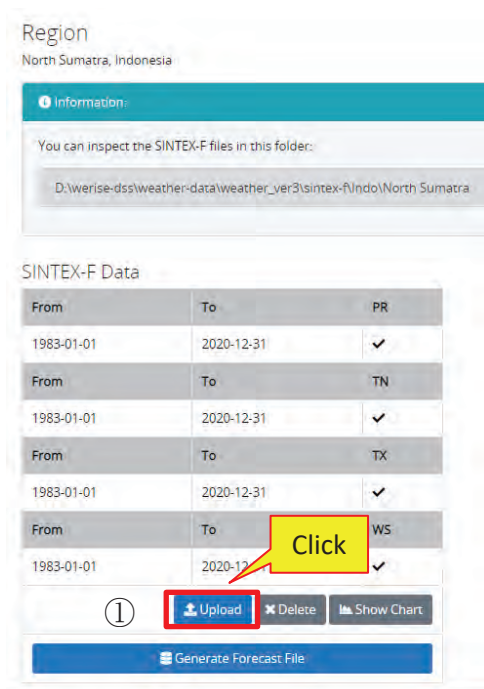 Region
North Sumatra, Indonesia
Information:
You can inspect the SINTEX-F files in this folder:
D:\werise-dss\weather-data\weather_ver3\sintex-f\Indo\North Sumatra
SINTEX-F Data
From To PR
1983-01-01 2020-12-31
From To TN
1983-01-01 2020-12-31
From To TX
1983-01-01 2020-12-31
From To WS
Click
1983-01-01 2020-12
① Upload Delete Show Chart
Generate Forecast File